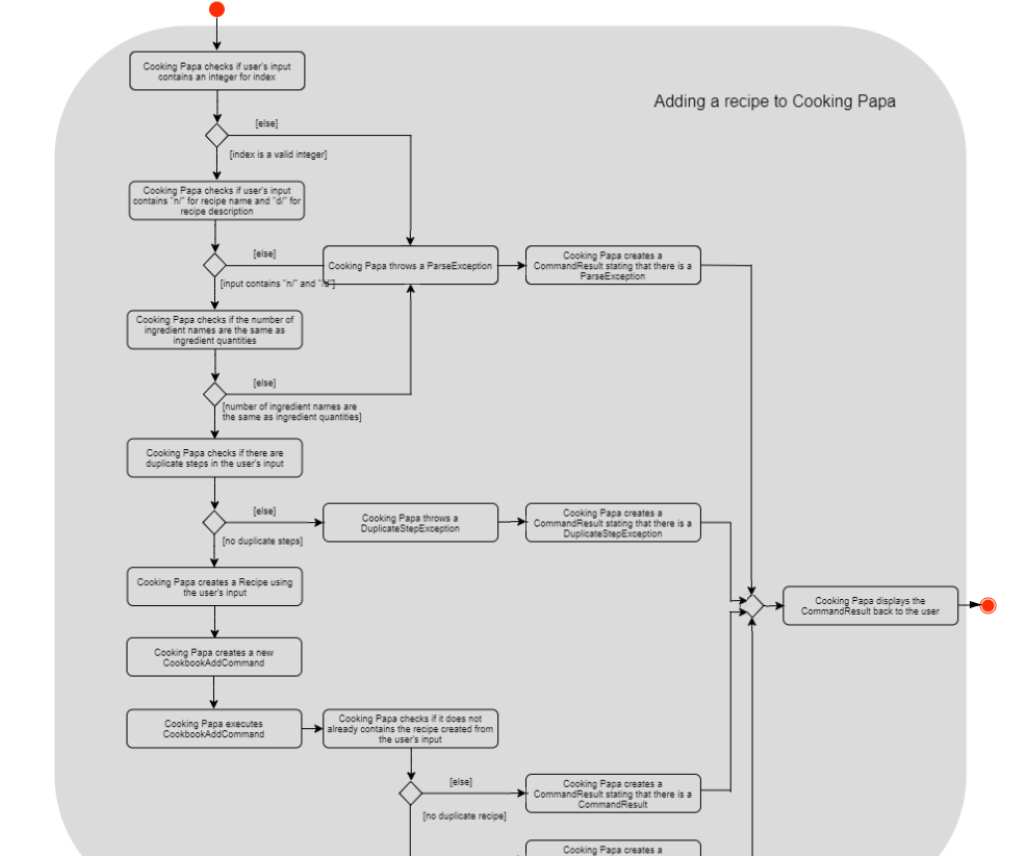 Cooking Papa checks if user's input
contains an integer for index
Adding a recipe to Cooking Papa
[else]
[index is a valid integer]
Cooking Papa checks if user's input
contains "n/" for recipe name and "d/" for
recipe description
[else]
Cooking Papa throws a ParseException
Cooking Papa creates a
CommandResult stating that there is a
ParseException
[input contains "n/" and "/d"]
Cooking Papa checks if the number of
ingredient names are the same as
ingredient quantities
[else]
[number of ingredient names are
the same as ingredient quantities]
Cooking Papa checks if there are
duplicate steps in the user's input
[else]
Cooking Papa throws a
DuplicateStepException
Cooking Papa creates a
CommandResult stating that there is a
DuplicateStepException
[no duplicate steps]
Cooking Papa creates a Recipe using
the user's input
Cooking Papa displays the
CommandResult back to the user
Cooking Papa creates a new
CookbookAddCommand
Cooking Papa executes
CookbookAddCommand
Cooking Papa checks if it does not
already contains the recipe created from
the user's input
[else]
Cooking Papa creates a
CommandResult stating that there is a
CommandResult
[no duplicate recipe]
Cooking Papa creates a